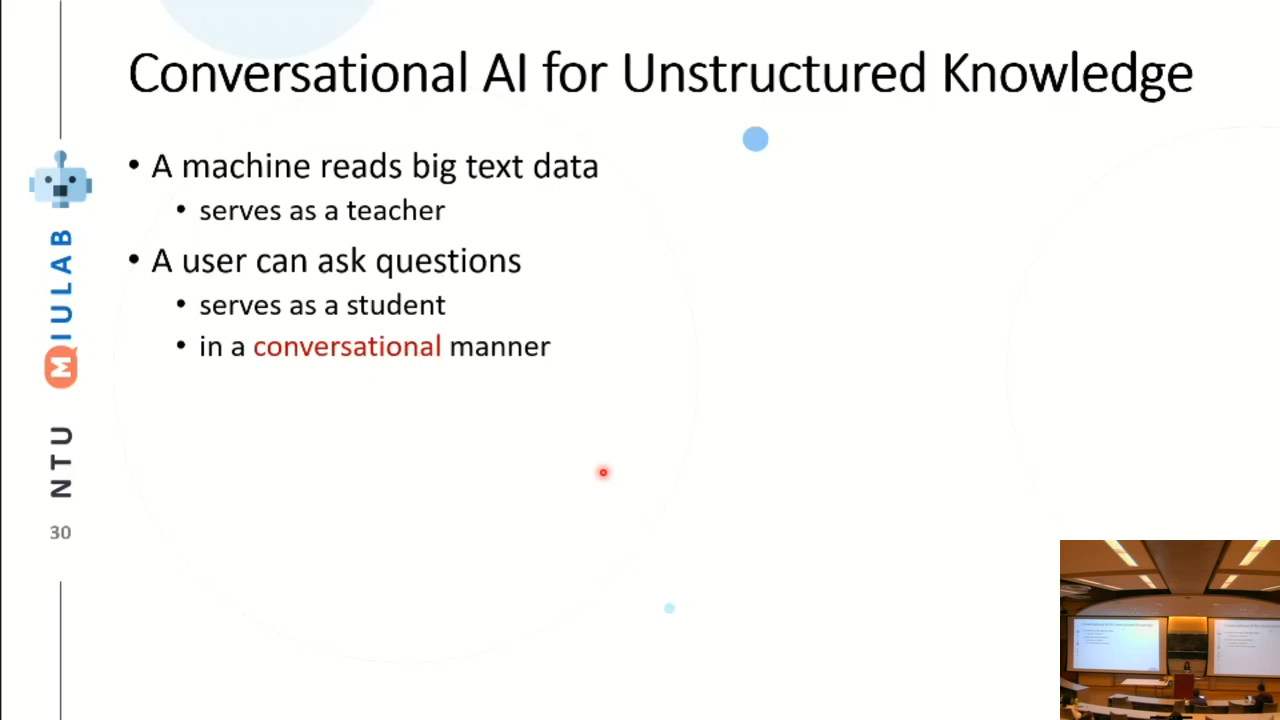 Conversational AI for Unstructured Knowledge
• A machine reads big text data
• serves as a teacher
• A user can ask questions
• serves as a student
• in a conversational manner
NTU MIULAB
30